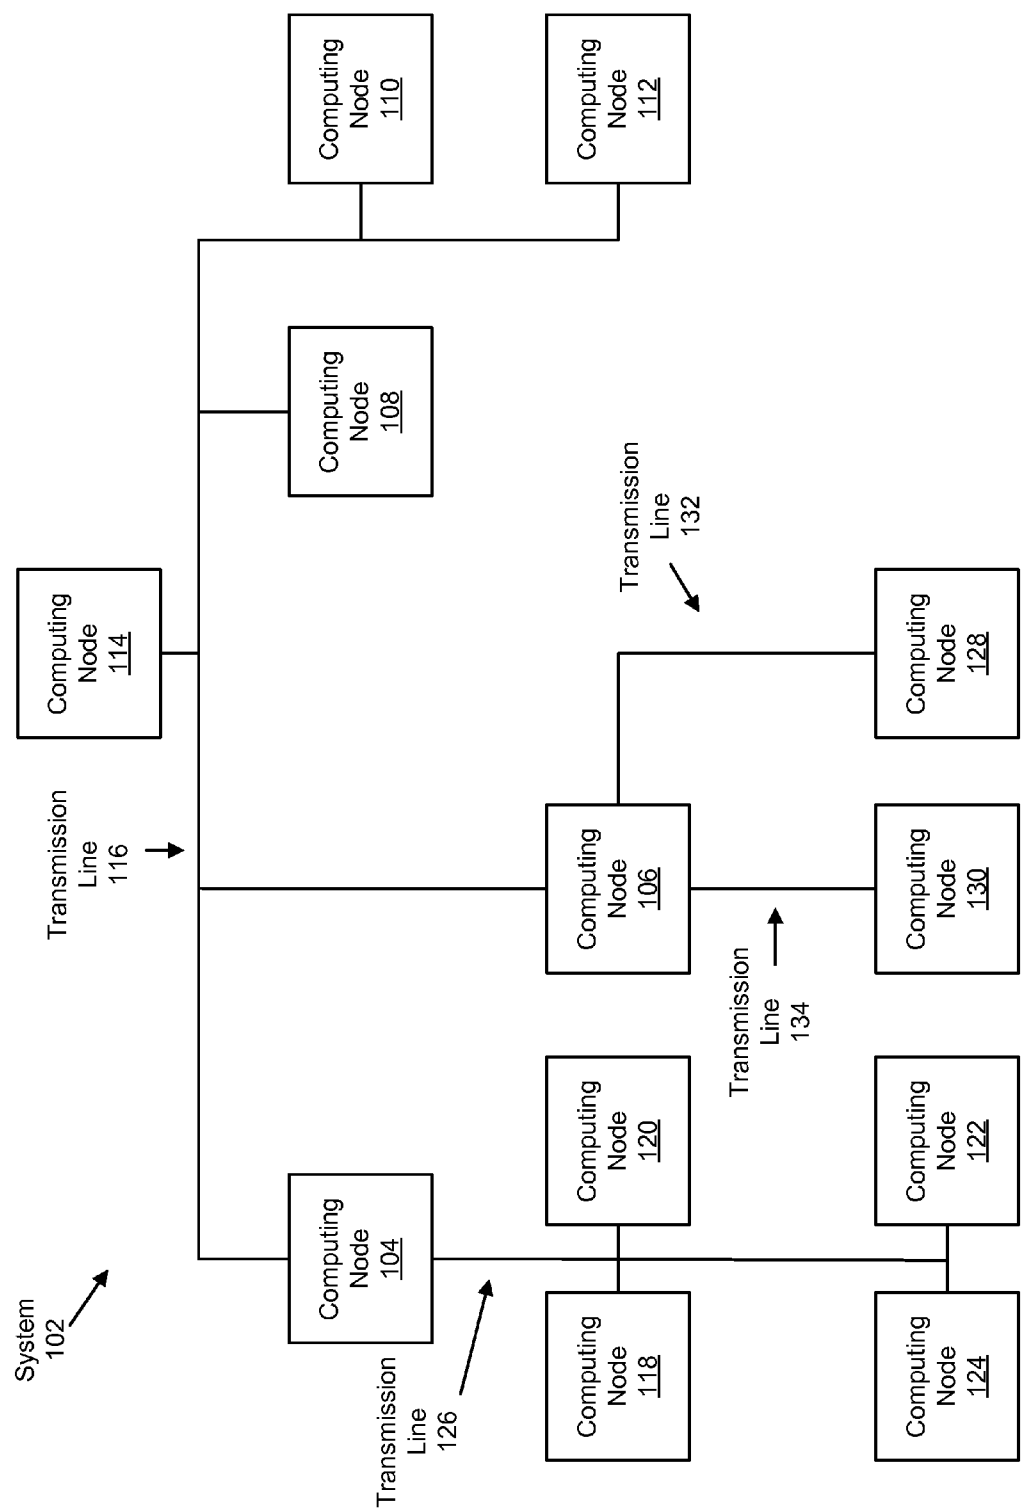 System
102
Transmission
Line
116
Computing
Node
114
Computing
Node
104
Computing
Node
108
Computing
Node
110
Transmission
Line
126
Computing
Node
118
Computing
Node
120
Computing
Node
106
Transmission
Line
132
Computing
Node
112
Transmission
Line
134
Computing
Node
124
Computing
Node
122
Computing
Node
130
Computing
Node
128